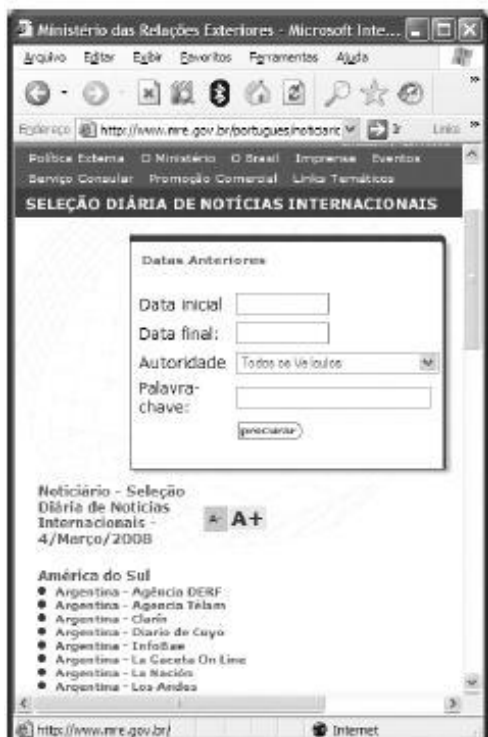 Ministério das Relações Exteriores - Microsoft Inte...
Arquivo Editar Exibir Favoritos Ferramentas Ajuda
Endereço http://www.mre.gov.br/portugues/noticiaric Ir Links
Política Externa O Ministério O Brasil Imprensa Eventos
Serviço Consular Promoção Comercial Links Temáticos
SELEÇÃO DIÁRIA DE NOTÍCIAS INTERNACIONAIS
Datas Anteriores
Data inicial
Data final:
Autoridade Todos os Veículos
Palavra-
chave:
procurar
Noticiário - Seleção
Diária de Notícias
Internacionais -
4/Março/2008
A- A+
América do Sul
Argentina - Agência DERF
Argentina - Agencia Télam
Argentina - Clarín
Argentina - Diario de Cuyo
Argentina - InfoBae
Argentina - La Gaceta On Line
Argentina - La Nación
Argentina - Los Andes
http://www.mre.gov.br/ Internet